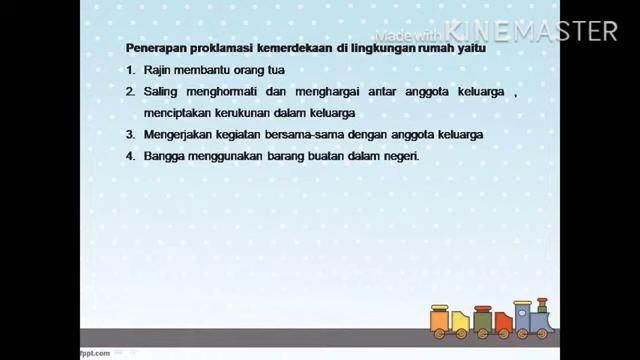 Made with KINEMASTER
Penerapan proklamasi kemerdekaan di lingkungan rumah yaitu
1. Rajin membantu orang tua
2. Saling menghormati dan menghargai antar anggota keluarga ,
menciptakan kerukunan dalam keluarga
3. Mengerjakan kegiatan bersama-sama dengan anggota keluarga
4. Bangga menggunakan barang buatan dalam negeri.
fppt.com